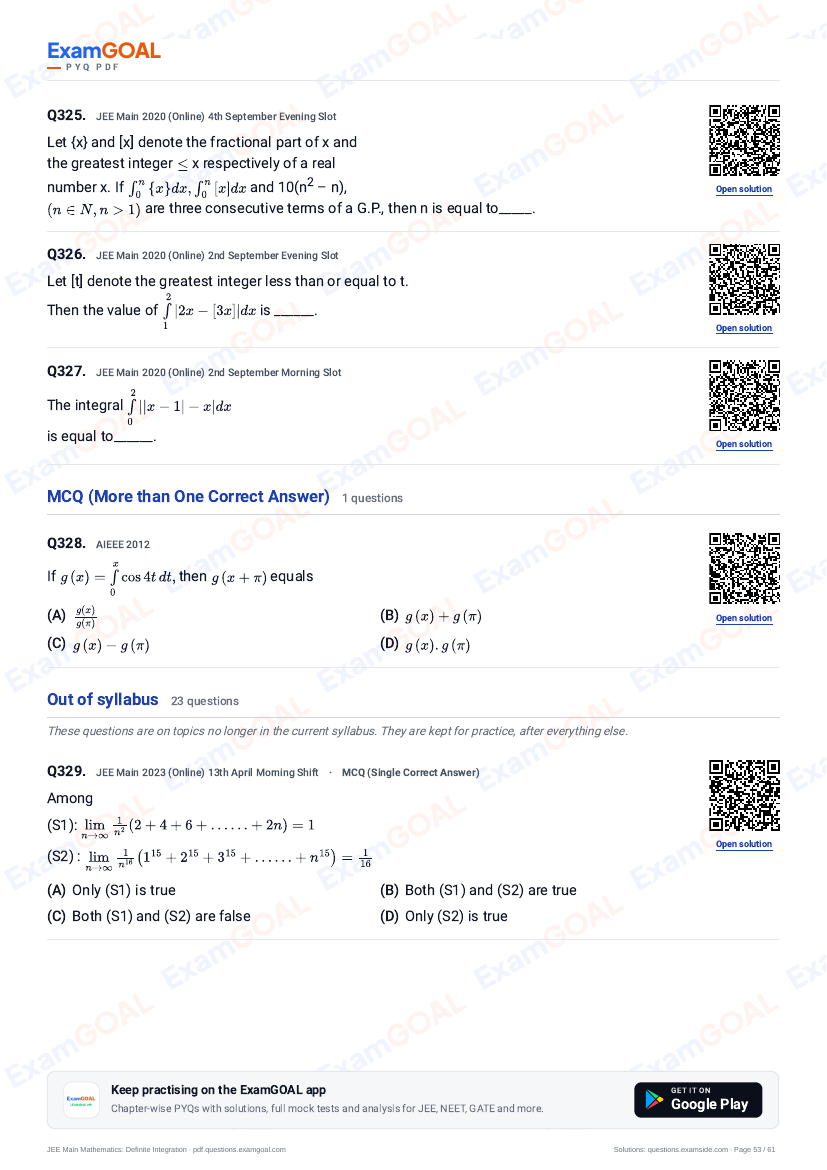 ExamGOAL
PYQ PDF
Q325. JEE Main 2020 (Online) 4th September Evening Slot
Let {x} and [x] denote the fractional part of x and
the greatest integer ≤ x respectively of a real
number x. If ∫₀ⁿ {x}dx, ∫₀ⁿ [x]dx and 10(n² − n),
(n ∈ N, n > 1) are three consecutive terms of a G.P., then n is equal to_____.
Open solution
Q326. JEE Main 2020 (Online) 2nd September Evening Slot
Let [t] denote the greatest integer less than or equal to t.
Then the value of ∫₁² |2x − [3x]|dx is ______.
Open solution
Q327. JEE Main 2020 (Online) 2nd September Morning Slot
The integral ∫₀² ||x − 1| − x|dx
is equal to______.
Open solution
MCQ (More than One Correct Answer) 1 questions
Q328. AIEEE 2012
If g (x) = ∫₀ˣ cos 4t dt, then g (x + π) equals
(A) g(x)/g(π) (B) g (x) + g (π)
(C) g (x) − g (π) (D) g (x). g (π)
Open solution
Out of syllabus 23 questions
These questions are on topics no longer in the current syllabus. They are kept for practice, after everything else.
Q329. JEE Main 2023 (Online) 13th April Morning Shift · MCQ (Single Correct Answer)
Among
(S1): lim n→∞ 1/n² (2 + 4 + 6 + ...... + 2n) = 1
(S2) : lim n→∞ 1/n¹⁶ (1¹⁵ + 2¹⁵ + 3¹⁵ + ...... + n¹⁵) = 1/16
(A) Only (S1) is true (B) Both (S1) and (S2) are true
(C) Both (S1) and (S2) are false (D) Only (S2) is true
Open solution
ExamGOAL
Keep practising on the ExamGOAL app
Chapter-wise PYQs with solutions, full mock tests and analysis for JEE, NEET, GATE and more.
GET IT ON
Google Play
JEE Main Mathematics: Definite Integration · pdf.questions.examgoal.com
Solutions: questions.examside.com · Page 53 / 61